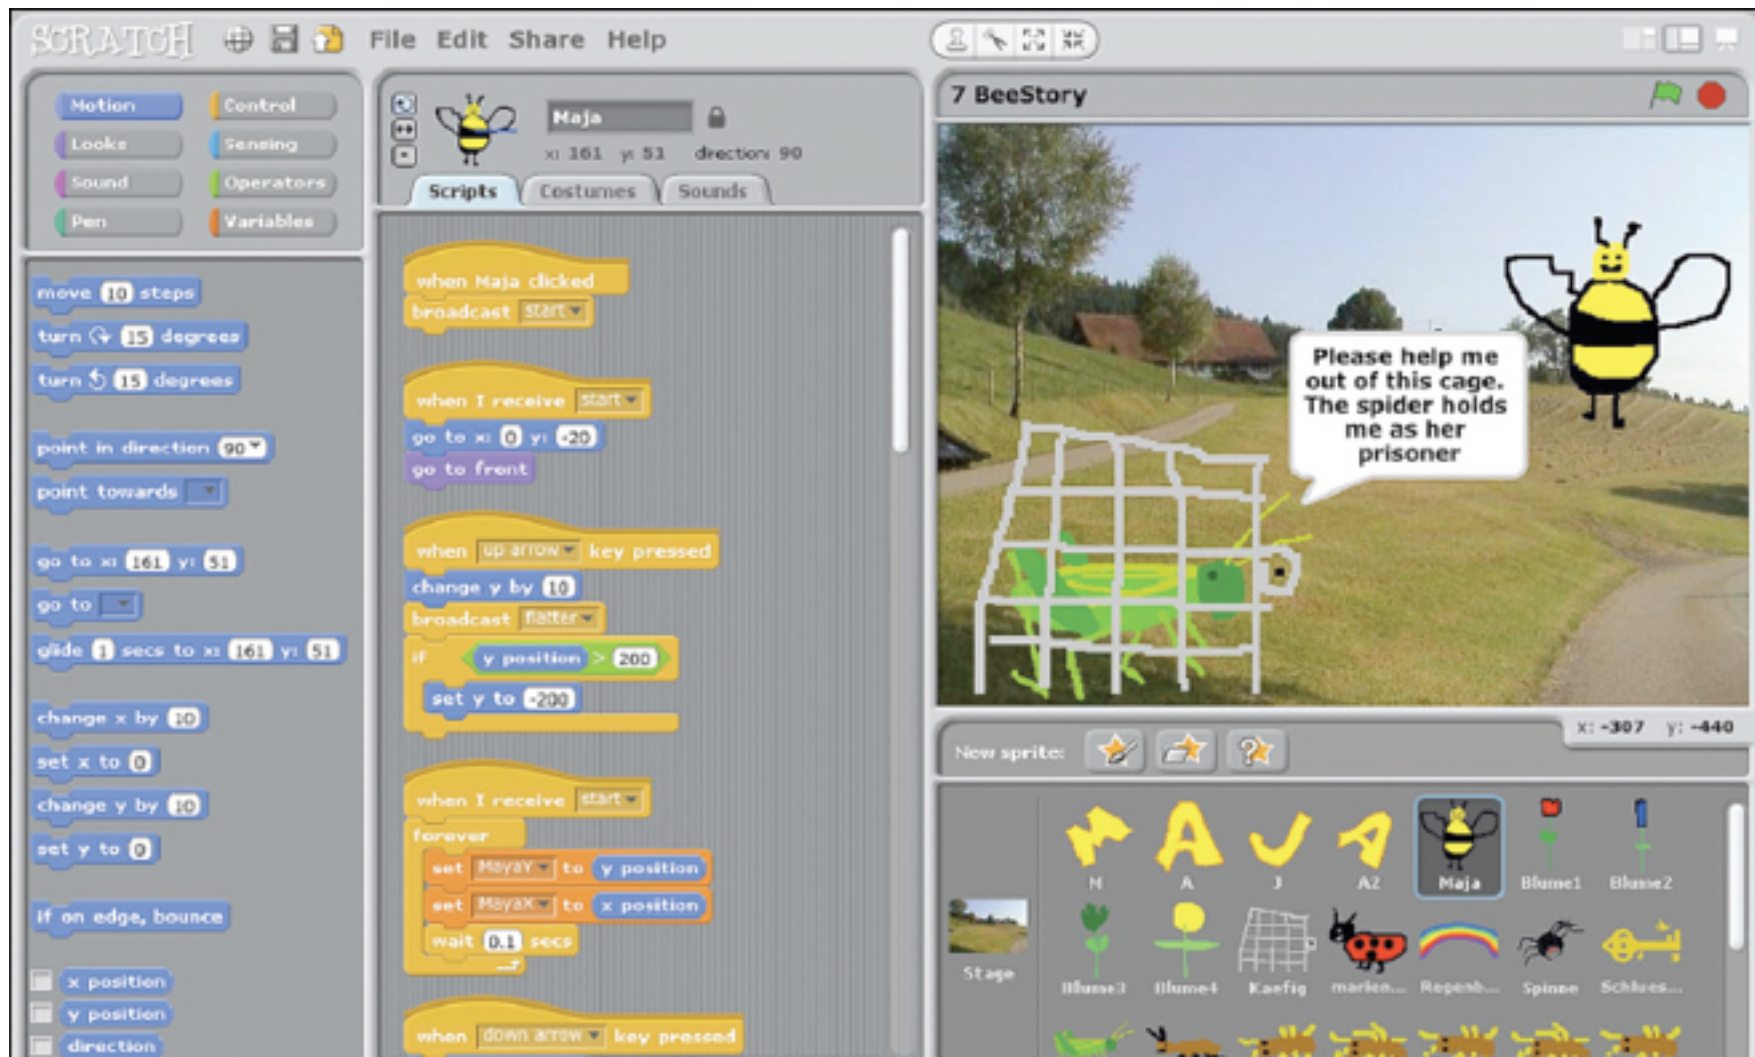 SCRATCH File Edit Share Help
Motion Control
Looks Sensing
Sound Operators
Pen Variables
move 10 steps
turn 15 degrees
turn 15 degrees
point in direction 90
point towards
go to x: 161 y: 51
go to
glide 1 secs to x: 161 y: 51
change x by 10
set x to 0
change y by 10
set y to 0
if on edge, bounce
x position
y position
direction
Maja
x: 161 y: 51 direction: 90
Scripts Costumes Sounds
when Maja clicked
broadcast start
when I receive start
go to x: 0 y: -20
go to front
when up arrow key pressed
change y by 10
broadcast flatter
if y position > 200
set y to -200
when I receive start
forever
set MayaY to y position
set MayaX to x position
wait 0.1 secs
when down arrow key pressed
7 BeeStory
Please help me
out of this cage.
The spider holds
me as her
prisoner
x: -307 y: -440
New sprite:
M A J A2 Maja Blume1 Blume2
Stage
Blume3 Blume4 Kaefig marien... Regenb... Spinne Schlues...